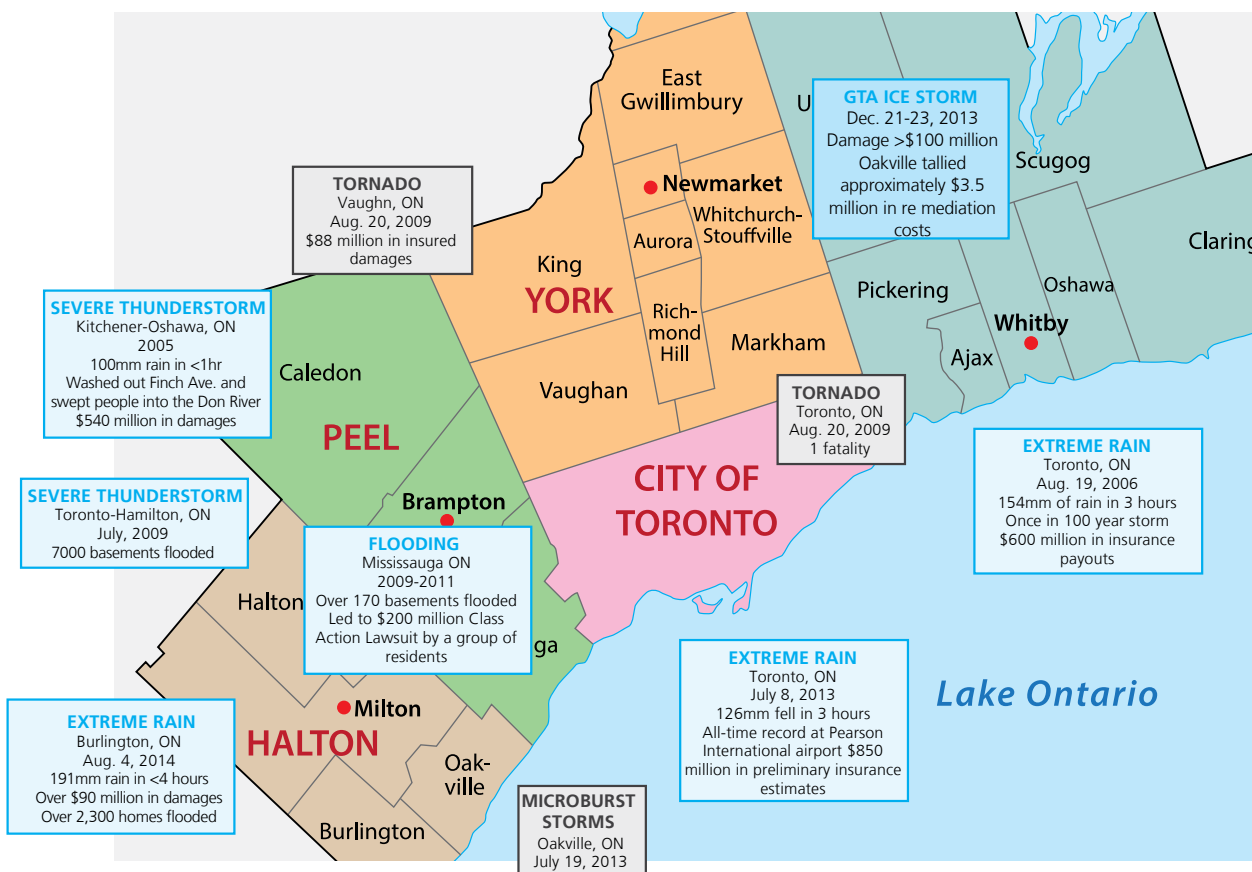 East
Gwillimbury
U
GTA ICE STORM
Dec. 21-23, 2013
Damage >$100 million
Oakville tallied
approximately $3.5
million in re mediation
costs
Scugog
TORNADO
Vaughn, ON
Aug. 20, 2009
$88 million in insured
damages
Newmarket
Whitchurch-
Stouffville
Aurora
King
YORK
Rich-
mond
Hill
Markham
Vaughan
Claring
Pickering
Oshawa
Whitby
Ajax
SEVERE THUNDERSTORM
Kitchener-Oshawa, ON
2005
100mm rain in <1hr
Washed out Finch Ave. and
swept people into the Don River
$540 million in damages
Caledon
PEEL
TORNADO
Toronto, ON
Aug. 20, 2009
1 fatality
EXTREME RAIN
Toronto, ON
Aug. 19, 2006
154mm of rain in 3 hours
Once in 100 year storm
$600 million in insurance
payouts
CITY OF
TORONTO
SEVERE THUNDERSTORM
Toronto-Hamilton, ON
July, 2009
7000 basements flooded
Brampton
FLOODING
Mississauga ON
2009-2011
Over 170 basements flooded
Led to $200 million Class
Action Lawsuit by a group of
residents
Halton
ga
EXTREME RAIN
Toronto, ON
July 8, 2013
126mm fell in 3 hours
All-time record at Pearson
International airport $850
million in preliminary insurance
estimates
Lake Ontario
Milton
HALTON
EXTREME RAIN
Burlington, ON
Aug. 4, 2014
191mm rain in <4 hours
Over $90 million in damages
Over 2,300 homes flooded
Oak-
ville
Burlington
MICROBURST
STORMS
Oakville, ON
July 19, 2013